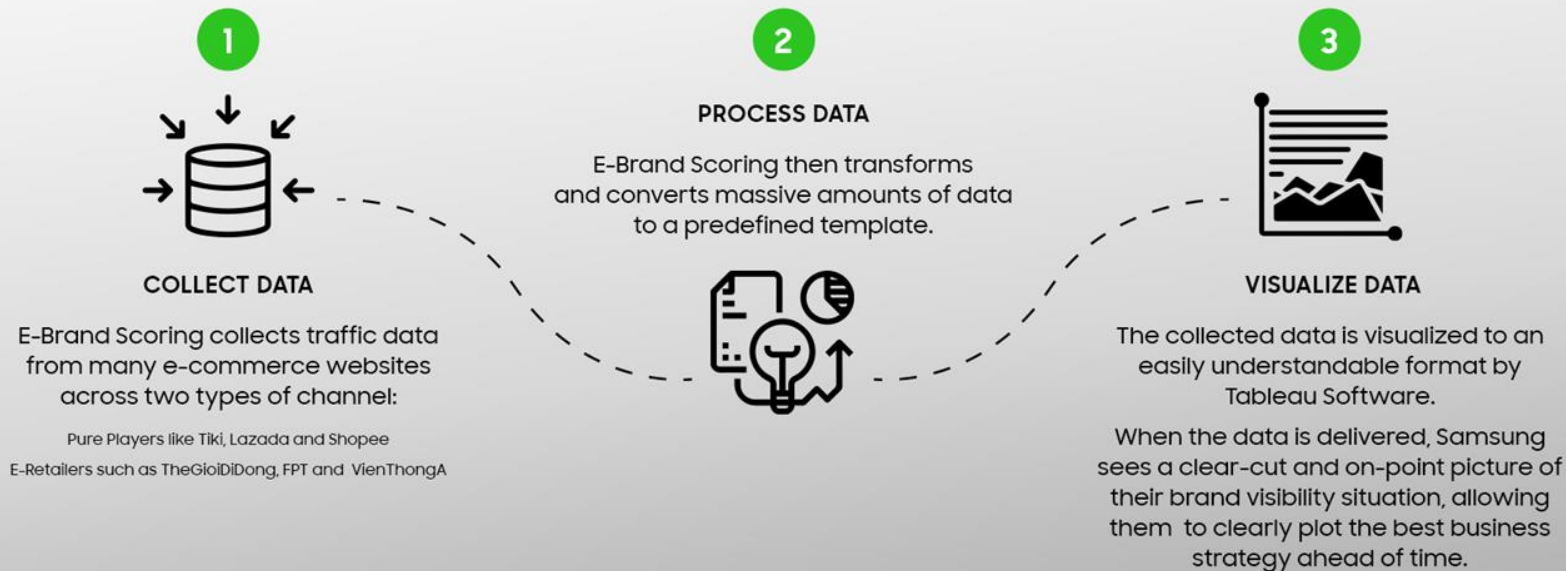 1
COLLECT DATA
E-Brand Scoring collects traffic data
from many e-commerce websites
across two types of channel:
Pure Players like Tiki, Lazada and Shopee
E-Retailers such as TheGioiDiDong, FPT and VienThongA
2
PROCESS DATA
E-Brand Scoring then transforms
and converts massive amounts of data
to a predefined template.
3
VISUALIZE DATA
The collected data is visualized to an
easily understandable format by
Tableau Software.
When the data is delivered, Samsung
sees a clear-cut and on-point picture of
their brand visibility situation, allowing
them to clearly plot the best business
strategy ahead of time.